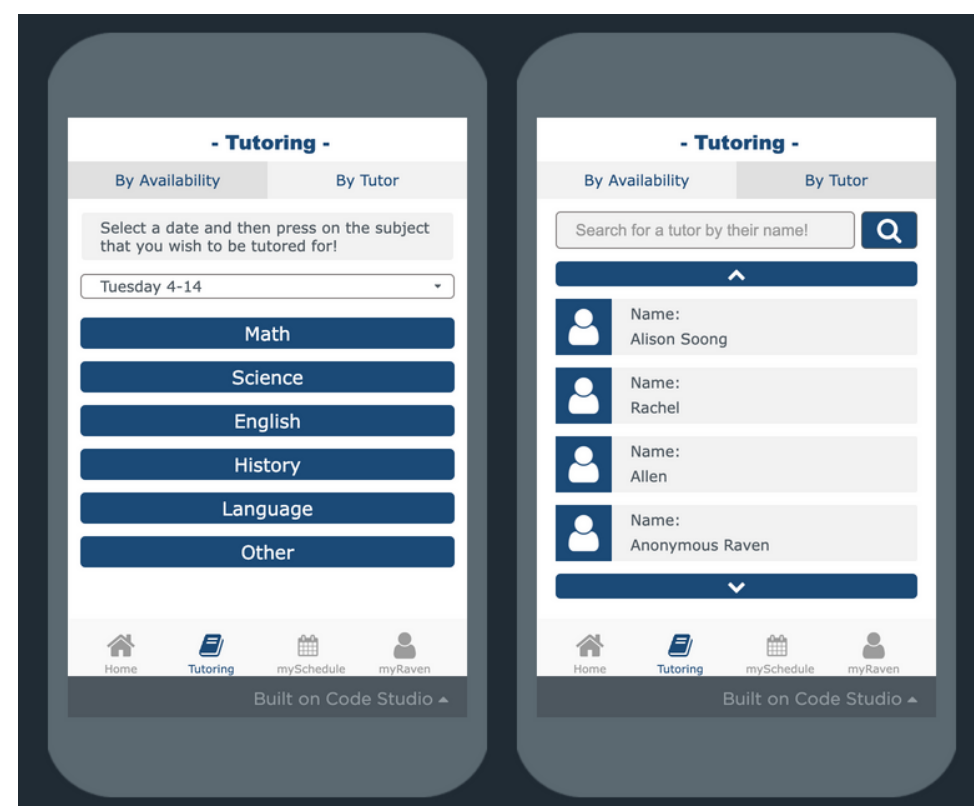 - Tutoring -
By Availability
By Tutor
Select a date and then press on the subject
that you wish to be tutored for!
Tuesday 4-14
Math
Science
English
History
Language
Other
Home
Tutoring
mySchedule
myRaven
Built on Code Studio
- Tutoring -
By Availability
By Tutor
Search for a tutor by their name!
Name:
Alison Soong
Name:
Rachel
Name:
Allen
Name:
Anonymous Raven
Home
Tutoring
mySchedule
myRaven
Built on Code Studio